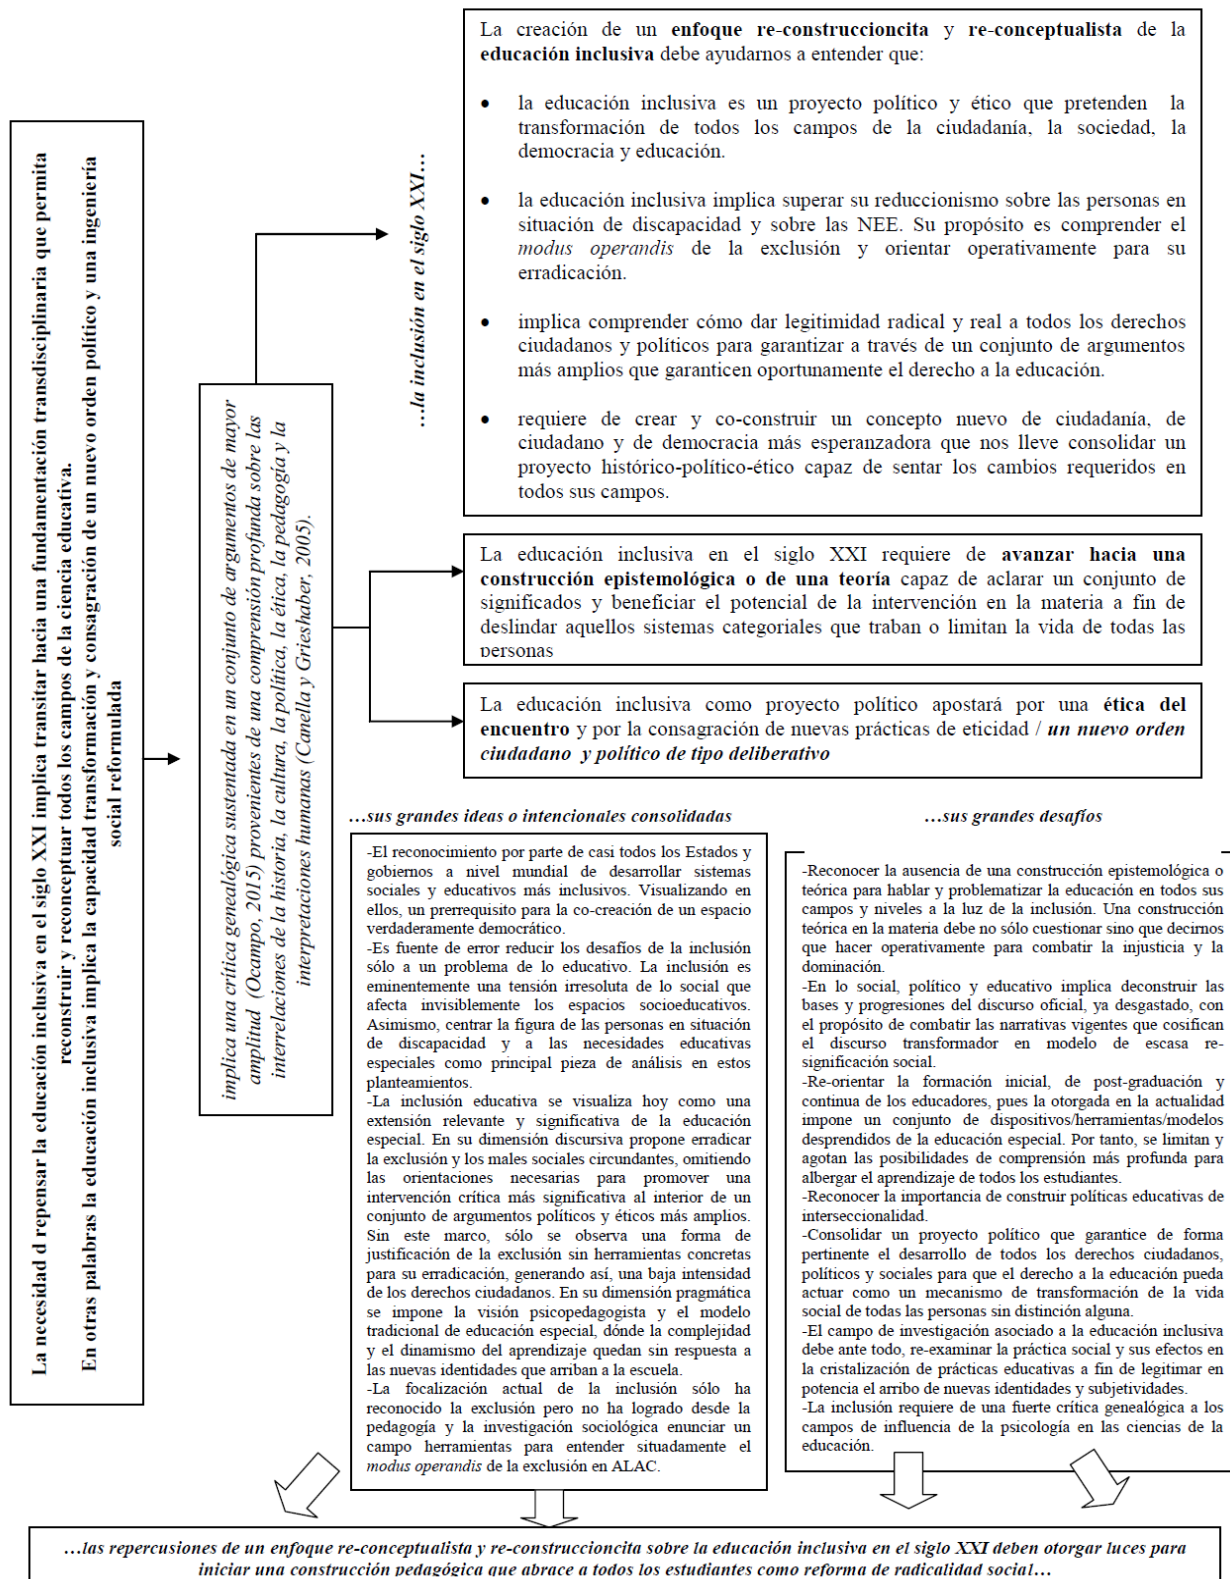 La necesidad d repensar la educación inclusiva en el siglo XXI implica transitar hacia una fundamentación transdisciplinaria que permita
reconstruir y reconceptuar todos los campos de la ciencia educativa.
En otras palabras la educación inclusiva implica la capacidad transformación y consagración de un nuevo orden político y una ingeniería
social reformulada
implica una crítica genealógica sustentada en un conjunto de argumentos de mayor
amplitud (Ocampo, 2015) provenientes de una comprensión profunda sobre las
interrelaciones de la historia, la cultura, la política, la ética, la pedagogía y la
interpretaciones humanas (Canella y Grieshaber, 2005).
…la inclusión en el siglo XXI…
La creación de un enfoque re-construccioncita y re-conceptualista de la
educación inclusiva debe ayudarnos a entender que:
• la educación inclusiva es un proyecto político y ético que pretenden la
transformación de todos los campos de la ciudadanía, la sociedad, la
democracia y educación.
• la educación inclusiva implica superar su reduccionismo sobre las personas en
situación de discapacidad y sobre las NEE. Su propósito es comprender el
modus operandis de la exclusión y orientar operativamente para su
erradicación.
• implica comprender cómo dar legitimidad radical y real a todos los derechos
ciudadanos y políticos para garantizar a través de un conjunto de argumentos
más amplios que garanticen oportunamente el derecho a la educación.
• requiere de crear y co-construir un concepto nuevo de ciudadanía, de
ciudadano y de democracia más esperanzadora que nos lleve consolidar un
proyecto histórico-político-ético capaz de sentar los cambios requeridos en
todos sus campos.
La educación inclusiva en el siglo XXI requiere de avanzar hacia una
construcción epistemológica o de una teoría capaz de aclarar un conjunto de
significados y beneficiar el potencial de la intervención en la materia a fin de
deslindar aquellos sistemas categoriales que traban o limitan la vida de todas las
personas
La educación inclusiva como proyecto político apostará por una ética del
encuentro y por la consagración de nuevas prácticas de eticidad / un nuevo orden
ciudadano y político de tipo deliberativo
…sus grandes ideas o intencionales consolidadas
-El reconocimiento por parte de casi todos los Estados y
gobiernos a nivel mundial de desarrollar sistemas
sociales y educativos más inclusivos. Visualizando en
ellos, un prerrequisito para la co-creación de un espacio
verdaderamente democrático.
-Es fuente de error reducir los desafíos de la inclusión
sólo a un problema de lo educativo. La inclusión es
eminentemente una tensión irresoluta de lo social que
afecta invisiblemente los espacios socioeducativos.
Asimismo, centrar la figura de las personas en situación
de discapacidad y a las necesidades educativas
especiales como principal pieza de análisis en estos
planteamientos.
-La inclusión educativa se visualiza hoy como una
extensión relevante y significativa de la educación
especial. En su dimensión discursiva propone erradicar
la exclusión y los males sociales circundantes, omitiendo
las orientaciones necesarias para promover una
intervención crítica más significativa al interior de un
conjunto de argumentos políticos y éticos más amplios.
Sin este marco, sólo se observa una forma de
justificación de la exclusión sin herramientas concretas
para su erradicación, generando así, una baja intensidad
de los derechos ciudadanos. En su dimensión pragmática
se impone la visión psicopedagogista y el modelo
tradicional de educación especial, dónde la complejidad
y el dinamismo del aprendizaje quedan sin respuesta a
las nuevas identidades que arriban a la escuela.
-La focalización actual de la inclusión sólo ha
reconocido la exclusión pero no ha logrado desde la
pedagogía y la investigación sociológica enunciar un
campo herramientas para entender situadamente el
modus operandis de la exclusión en ALAC.
…sus grandes desafíos
-Reconocer la ausencia de una construcción epistemológica o
teórica para hablar y problematizar la educación en todos sus
campos y niveles a la luz de la inclusión. Una construcción
teórica en la materia debe no sólo cuestionar sino que decirnos
que hacer operativamente para combatir la injusticia y la
dominación.
-En lo social, político y educativo implica deconstruir las
bases y progresiones del discurso oficial, ya desgastado, con
el propósito de combatir las narrativas vigentes que cosifican
el discurso transformador en modelo de escasa re-
significación social.
-Re-orientar la formación inicial, de post-graduación y
continua de los educadores, pues la otorgada en la actualidad
impone un conjunto de dispositivos/herramientas/modelos
desprendidos de la educación especial. Por tanto, se limitan y
agotan las posibilidades de comprensión más profunda para
albergar el aprendizaje de todos los estudiantes.
-Reconocer la importancia de construir políticas educativas de
interseccionalidad.
-Consolidar un proyecto político que garantice de forma
pertinente el desarrollo de todos los derechos ciudadanos,
políticos y sociales para que el derecho a la educación pueda
actuar como un mecanismo de transformación de la vida
social de todas las personas sin distinción alguna.
-El campo de investigación asociado a la educación inclusiva
debe ante todo, re-examinar la práctica social y sus efectos en
la cristalización de prácticas educativas a fin de legitimar en
potencia el arribo de nuevas identidades y subjetividades.
-La inclusión requiere de una fuerte crítica genealógica a los
campos de influencia de la psicología en las ciencias de la
educación.
…las repercusiones de un enfoque re-conceptualista y re-construccioncita sobre la educación inclusiva en el siglo XXI deben otorgar luces para
iniciar una construcción pedagógica que abrace a todos los estudiantes como reforma de radicalidad social…